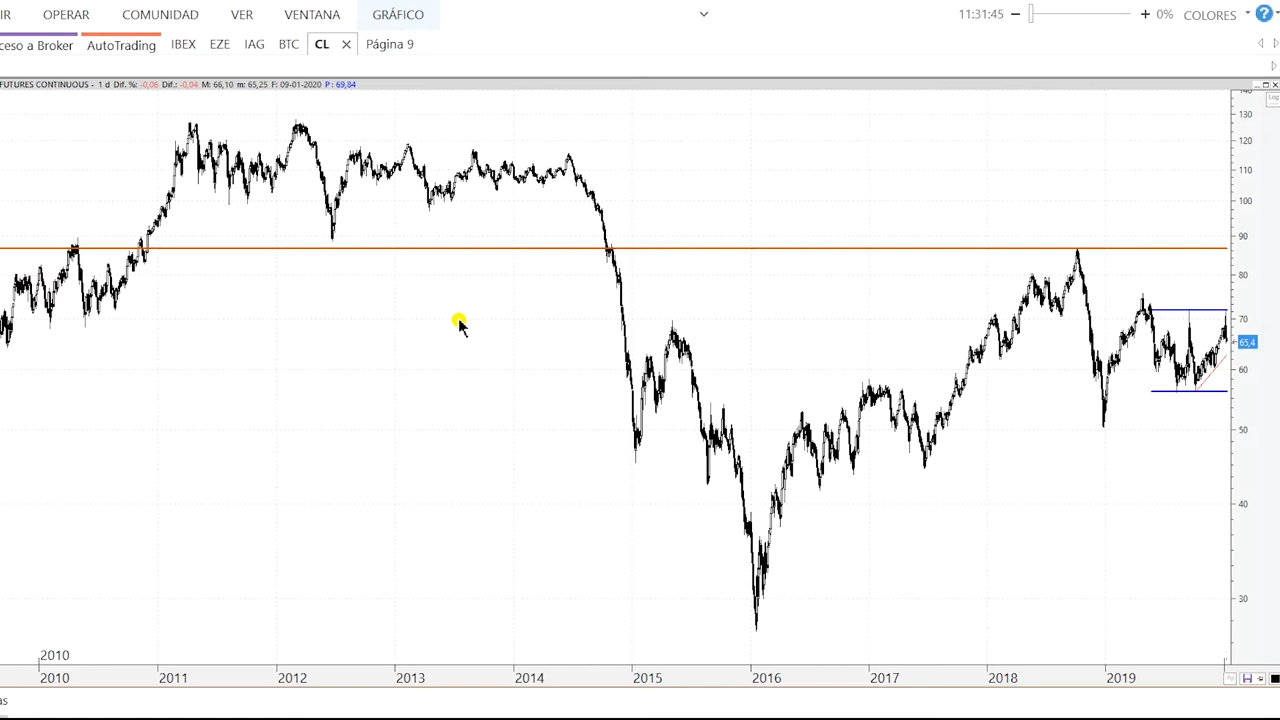 IR OPERAR COMUNIDAD VER VENTANA GRÁFICO 11:31:45 0% COLORES ?
ceso a Broker AutoTrading IBEX EZE IAG BTC CL Página 9
FUTURES CONTINUOUS - 1 d Dif. %: -0,06 Dif.: -0,04 M: 66,10 m: 65,25 F: 09-01-2020 P: 69,84
140
Log
130
120
110
100
90
80
70
65,4
60
50
40
30
2010
2010 2011 2012 2013 2014 2015 2016 2017 2018 2019
as